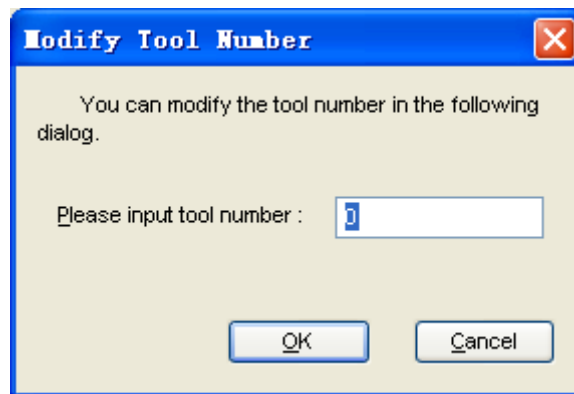 Modify Tool Number
You can modify the tool number in the following
dialog.
Please input tool number :
0
OK
Cancel